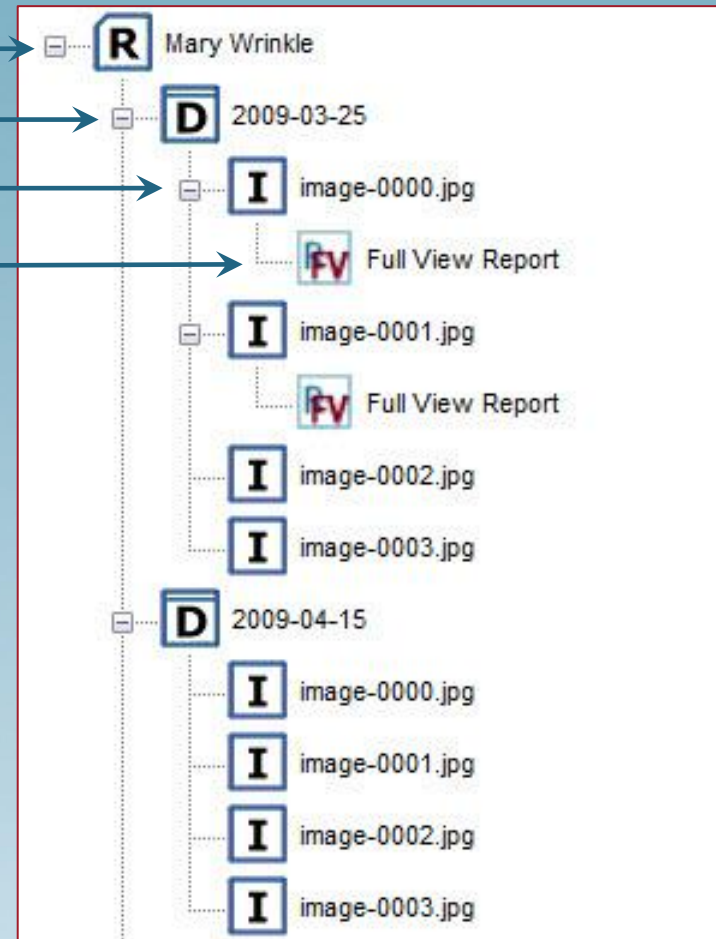 R Mary Wrinkle
D 2009-03-25
I image-0000.jpg
RFV Full View Report
I image-0001.jpg
RFV Full View Report
I image-0002.jpg
I image-0003.jpg
D 2009-04-15
I image-0000.jpg
I image-0001.jpg
I image-0002.jpg
I image-0003.jpg